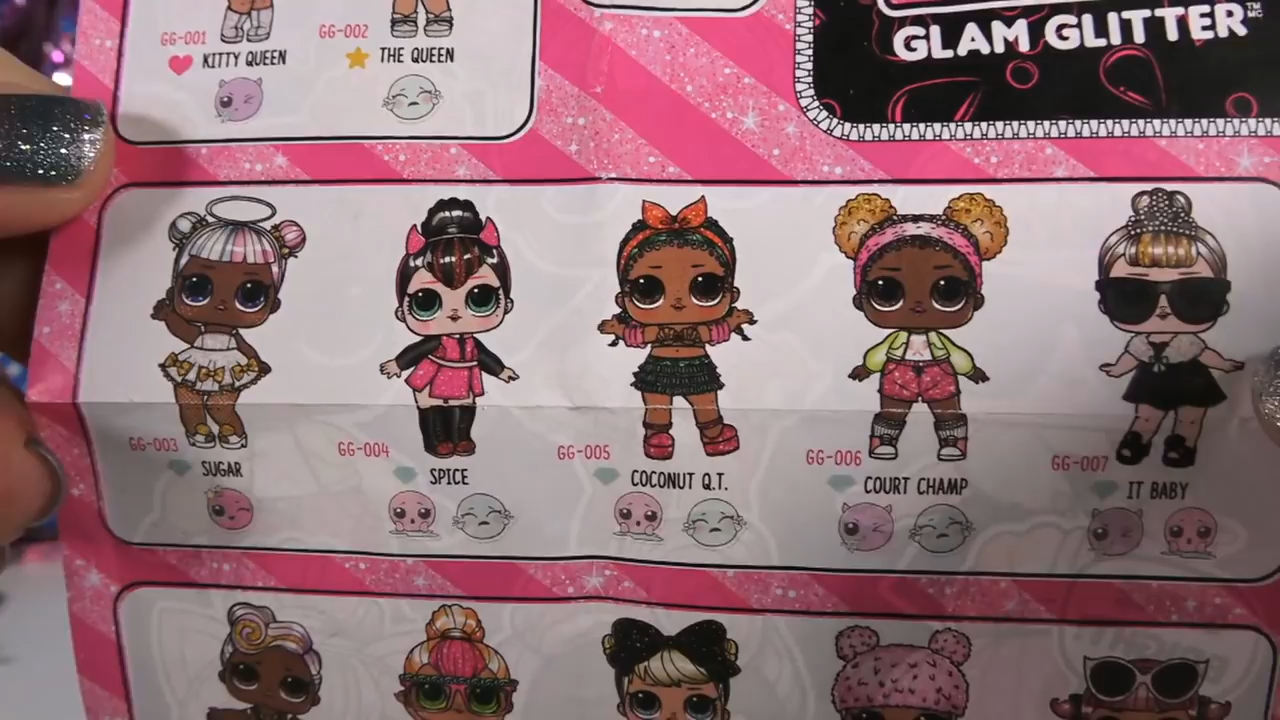 GG-001
KITTY QUEEN
GG-002
THE QUEEN
GLAM GLITTER™
MC
GG-003
SUGAR
GG-004
SPICE
GG-005
COCONUT Q.T.
GG-006
COURT CHAMP
GG-007
IT BABY